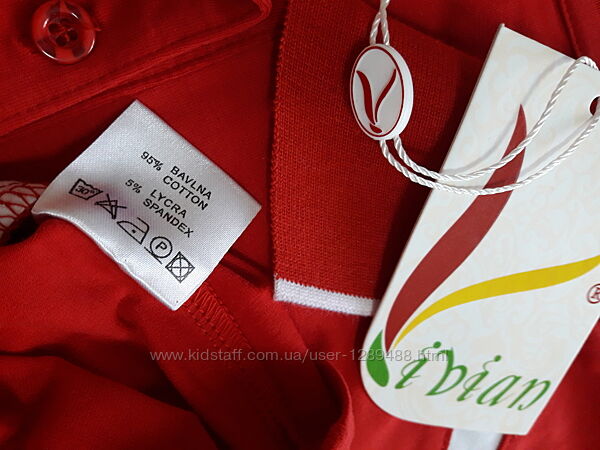 95% BAVLNA
COTTON
5% LYCRA
SPANDEX
30°
P
www.kidstaff.com.ua/user-1239488.html
Vivian
®